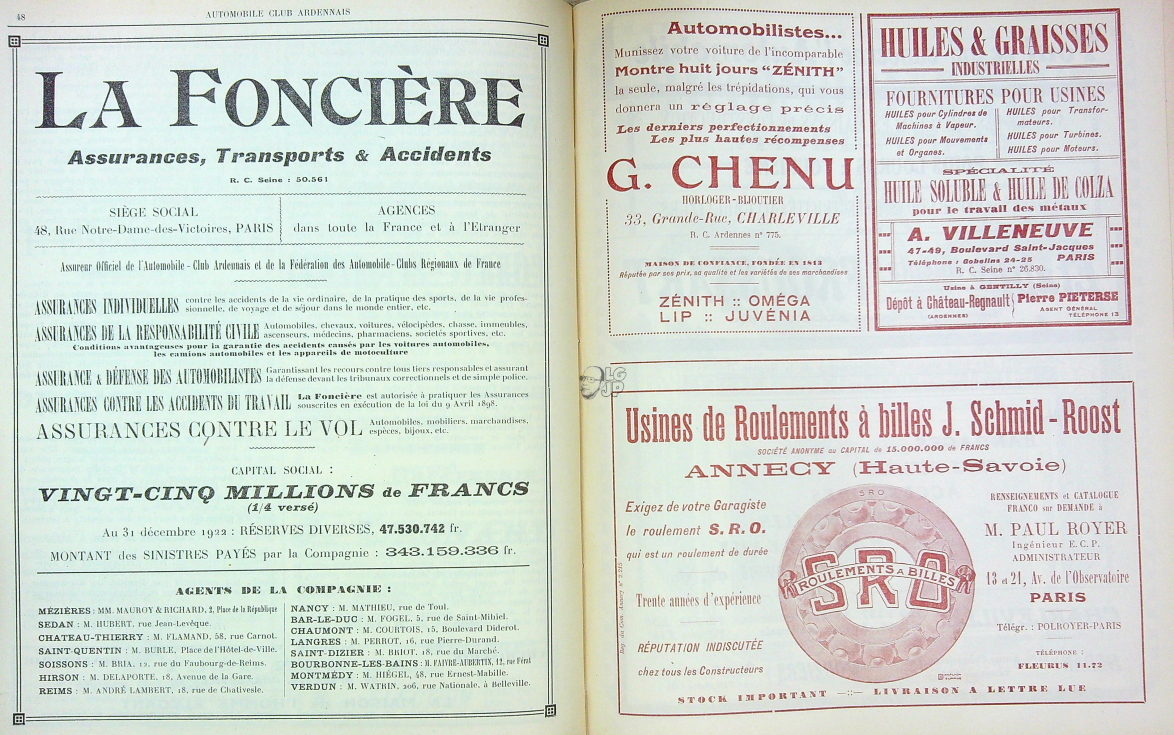 48
AUTOMOBILE CLUB ARDENNAIS
LA FONCIÈRE
Assurances, Transports & Accidents
R. C. Seine : 50.561
SIÈGE SOCIAL
48, Rue Notre-Dame-des-Victoires, PARIS
AGENCES
dans toute la France et à l'Etranger
Assureur Officiel de l'Automobile-Club Ardennais et de la Fédération des Automobile-Clubs Régionaux de France
ASSURANCES INDIVIDUELLES contre les accidents de la vie ordinaire, de la pratique des sports, de la vie profes-
sionnelle, de voyage et de séjour dans le monde entier, etc.
ASSURANCES DE LA RESPONSABILITÉ CIVILE Automobiles, chevaux, voitures, vélocipèdes, chasse, immeubles,
ascenseurs, médecins, pharmaciens, sociétés sportives, etc.
Conditions avantageuses pour la garantie des accidents causés par les voitures automobiles,
les camions automobiles et les appareils de motoculture
ASSURANCE & DÉFENSE DES AUTOMOBILISTES Garantissant les recours contre tous tiers responsables et assurant
la défense devant les tribunaux correctionnels et de simple police.
ASSURANCES CONTRE LES ACCIDENTS DU TRAVAIL La Foncière est autorisée à pratiquer les Assurances
souscrites en exécution de la loi du 9 Avril 1898.
ASSURANCES CONTRE LE VOL Automobiles, mobiliers, marchandises,
espèces, bijoux, etc.
CAPITAL SOCIAL :
VINGT-CINQ MILLIONS de FRANCS
(1/4 versé)
Au 31 décembre 1922 : RÉSERVES DIVERSES, 47.530.742 fr.
MONTANT des SINISTRES PAYÉS par la Compagnie : 343.159.336 fr.
AGENTS DE LA COMPAGNIE :
MÉZIÈRES : MM. MAUROY & RICHARD, 2, Place de la République
SEDAN : M. HUBERT, rue Jean-Levêque.
CHATEAU-THIERRY : M. FLAMAND, 58, rue Carnot.
SAINT-QUENTIN : M. BURLE, Place de l'Hôtel-de-Ville.
SOISSONS : M. BRIA, 12, rue du Faubourg-de-Reims.
HIRSON : M. DELAPORTE, 18, Avenue de la Gare.
REIMS : M. ANDRÉ LAMBERT, 18, rue de Chativesle.
NANCY : M. MATHIEU, rue de Toul.
BAR-LE-DUC : M. FOGEL, 5, rue de Saint-Mihiel.
CHAUMONT : M. COURTOIS, 15, Boulevard Diderot.
LANGRES : M. PERROT, 16, rue Pierre-Durand.
SAINT-DIZIER : M. BRIOT, 18, rue du Marché.
BOURBONNE-LES-BAINS : M. FAIVRE-AUBERTIN, 12, rue Férat
MONTMÉDY : M. HIÉGEL, 48, rue Ernest-Mabille.
VERDUN : M. WATRIN, 206, rue Nationale, à Belleville.
Automobilistes...
Munissez votre voiture de l'incomparable
Montre huit jours "ZÉNITH"
la seule, malgré les trépidations, qui vous
donnera un réglage précis
Les derniers perfectionnements
Les plus hautes récompenses
G. CHENU
HORLOGER-BIJOUTIER
33, Grande-Rue, CHARLEVILLE
R. C. Ardennes n° 775.
MAISON DE CONFIANCE, FONDÉE EN 1813
Réputée par ses prix, sa qualité et les variétés de ses marchandises
ZÉNITH :: OMÉGA
LIP :: JUVÉNIA
HUILES & GRAISSES
INDUSTRIELLES
FOURNITURES POUR USINES
HUILES pour Cylindres de
Machines à Vapeur.
HUILES pour Mouvements
et Organes.
HUILES pour Transfor-
mateurs.
HUILES pour Turbines.
HUILES pour Moteurs.
SPÉCIALITÉ
HUILE SOLUBLE & HUILE DE COLZA
pour le travail des métaux
A. VILLENEUVE
47-49, Boulevard Saint-Jacques
Téléphone : Gobelins 24-25 PARIS
R. C. Seine n° 26.830.
Usine à GENTILLY (Seine)
Dépôt à Château-Regnault
(ARDENNES)
Pierre PIETERSE
AGENT GÉNÉRAL
TÉLÉPHONE 13
LG
JP
Usines de Roulements à billes J. Schmid-Roost
SOCIÉTÉ ANONYME au CAPITAL de 15.000.000 de FRANCS
ANNECY (Haute-Savoie)
Exigez de votre Garagiste
le roulement S. R. O.
qui est un roulement de durée
Trente années d'expérience
RÉPUTATION INDISCUTÉE
chez tous les Constructeurs
SRO
SRO
ROULEMENTS A BILLES
RENSEIGNEMENTS et CATALOGUE
FRANCO sur DEMANDE à
M. PAUL ROYER
Ingénieur E.C.P.
ADMINISTRATEUR
13 et 21, Av. de l'Observatoire
PARIS
Télégr. : POLROYER-PARIS
TÉLÉPHONE :
FLEURUS 11.72
STOCK IMPORTANT -::- LIVRAISON A LETTRE LUE